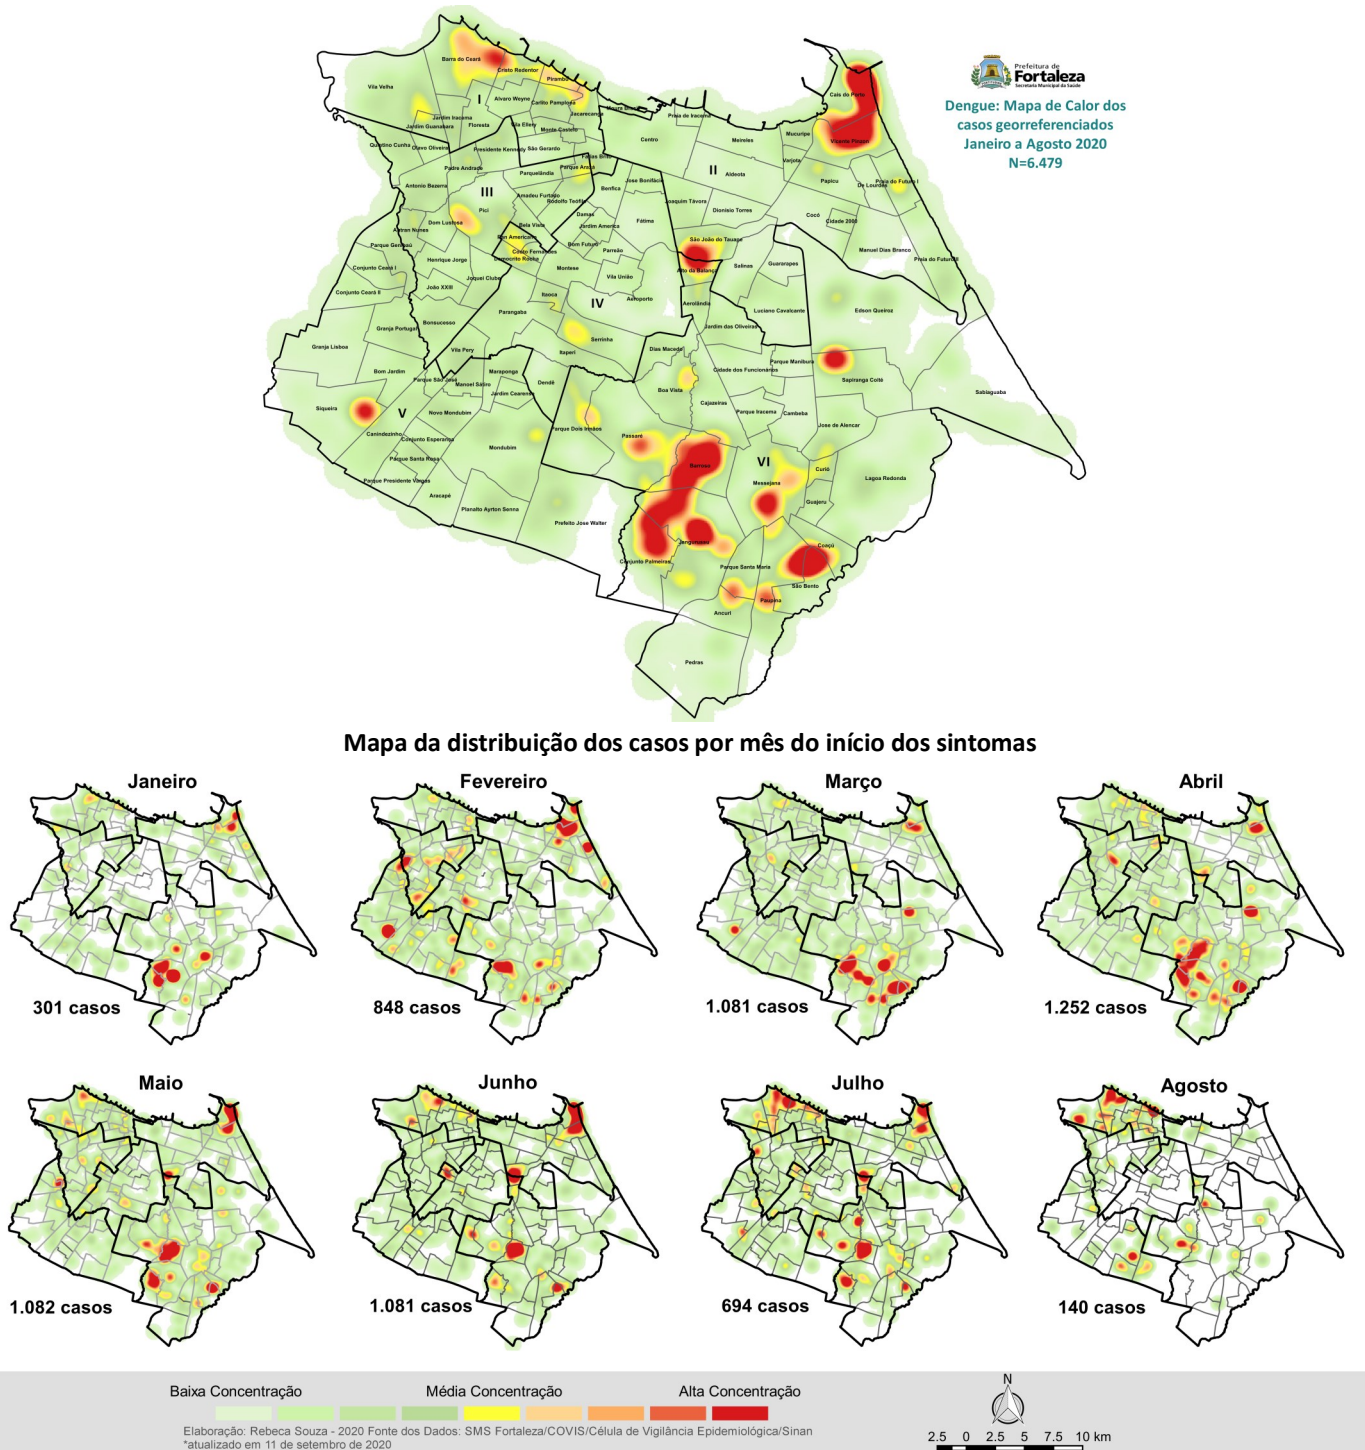 Prefeitura de
Fortaleza
Secretaria Municipal da Saúde
Dengue: Mapa de Calor dos
casos georreferenciados
Janeiro a Agosto 2020
N=6.479
Barra do Ceará
Cristo Redentor
Pirambu
Vila Velha
I
Alvaro Weyne
Carlito Pamplona
Jacarecanga
Moura Brasil
Praia de Iracema
Cais do Porto
Jardim Iracema
Jardim Guanabara
Floresta
Vila Ellery
Monte Castelo
Centro
Meireles
Mucuripe
Vicente Pinzon
Quintino Cunha
Olavo Oliveira
Presidente Kennedy
São Gerardo
Farias Brito
Varjota
Padre Andrade
Parquelândia
Parque Araxá
II
Aldeota
Papicu
De Lourdes
Praia do Futuro I
Antonio Bezerra
III
Amadeu Furtado
Rodolfo Teófilo
Benfica
Jose Bonifácio
Joaquim Távora
Dionisio Torres
Pici
Dom Lustosa
Autran Nunes
Bela Vista
Damas
Jardim America
Fátima
Cocó
Cidade 2000
Pan Americano
Couto Fernandes
Democrito Rocha
Bom Futuro
Parreão
São João do Tauape
Parque Genibaú
Henrique Jorge
Manuel Dias Branco
Praia do Futuro II
Conjunto Ceará I
Joquei Clube
Montese
Vila União
Alto da Balança
Salinas
Guararapes
Conjunto Ceará II
João XXIII
Itaoca
IV
Aeroporto
Aerolândia
Luciano Cavalcante
Edson Queiroz
Granja Portugal
Bonsucesso
Parangaba
Jardim das Oliveiras
Granja Lisboa
Vila Pery
Itaperi
Serrinha
Dias Macedo
Parque Manibura
Bom Jardim
Parque São José
Maraponga
Manoel Sátiro
Jardim Cearense
Dendê
Boa Vista
Cidade dos Funcionários
Sapiranga Coité
Sabiaguaba
Siqueira
V
Novo Mondubim
Cajazeiras
Parque Iracema
Cambeba
Canindezinho
Conjunto Esperança
Mondubim
Parque Dois Irmãos
Passaré
Jose de Alencar
Parque Santa Rosa
Barroso
VI
Curió
Parque Presidente Vargas
Messejana
Lagoa Redonda
Aracapé
Planalto Ayrton Senna
Prefeito Jose Walter
Guajeru
Jangurussu
Coaçú
Conjunto Palmeiras
Parque Santa Maria
São Bento
Paupina
Ancuri
Pedras
Mapa da distribuição dos casos por mês do início dos sintomas
Janeiro
Fevereiro
Março
Abril
301 casos
848 casos
1.081 casos
1.252 casos
Maio
Junho
Julho
Agosto
1.082 casos
1.081 casos
694 casos
140 casos
Baixa Concentração
Média Concentração
Alta Concentração
Elaboração: Rebeca Souza - 2020 Fonte dos Dados: SMS Fortaleza/COVIS/Célula de Vigilância Epidemiológica/Sinan
*atualizado em 11 de setembro de 2020
N
2.5 0 2.5 5 7.5 10 km